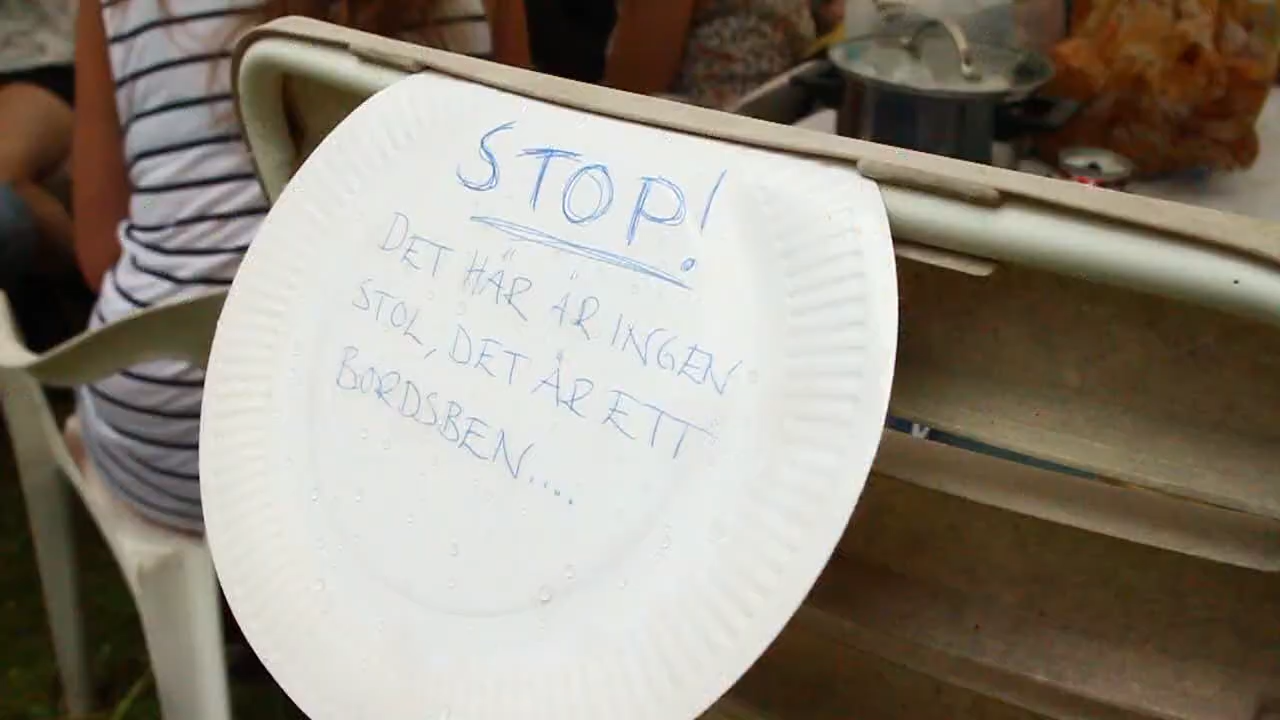 STOP!
DET HÄR ÄR INGEN
STOL, DET ÄR ETT
BORDSBEN....